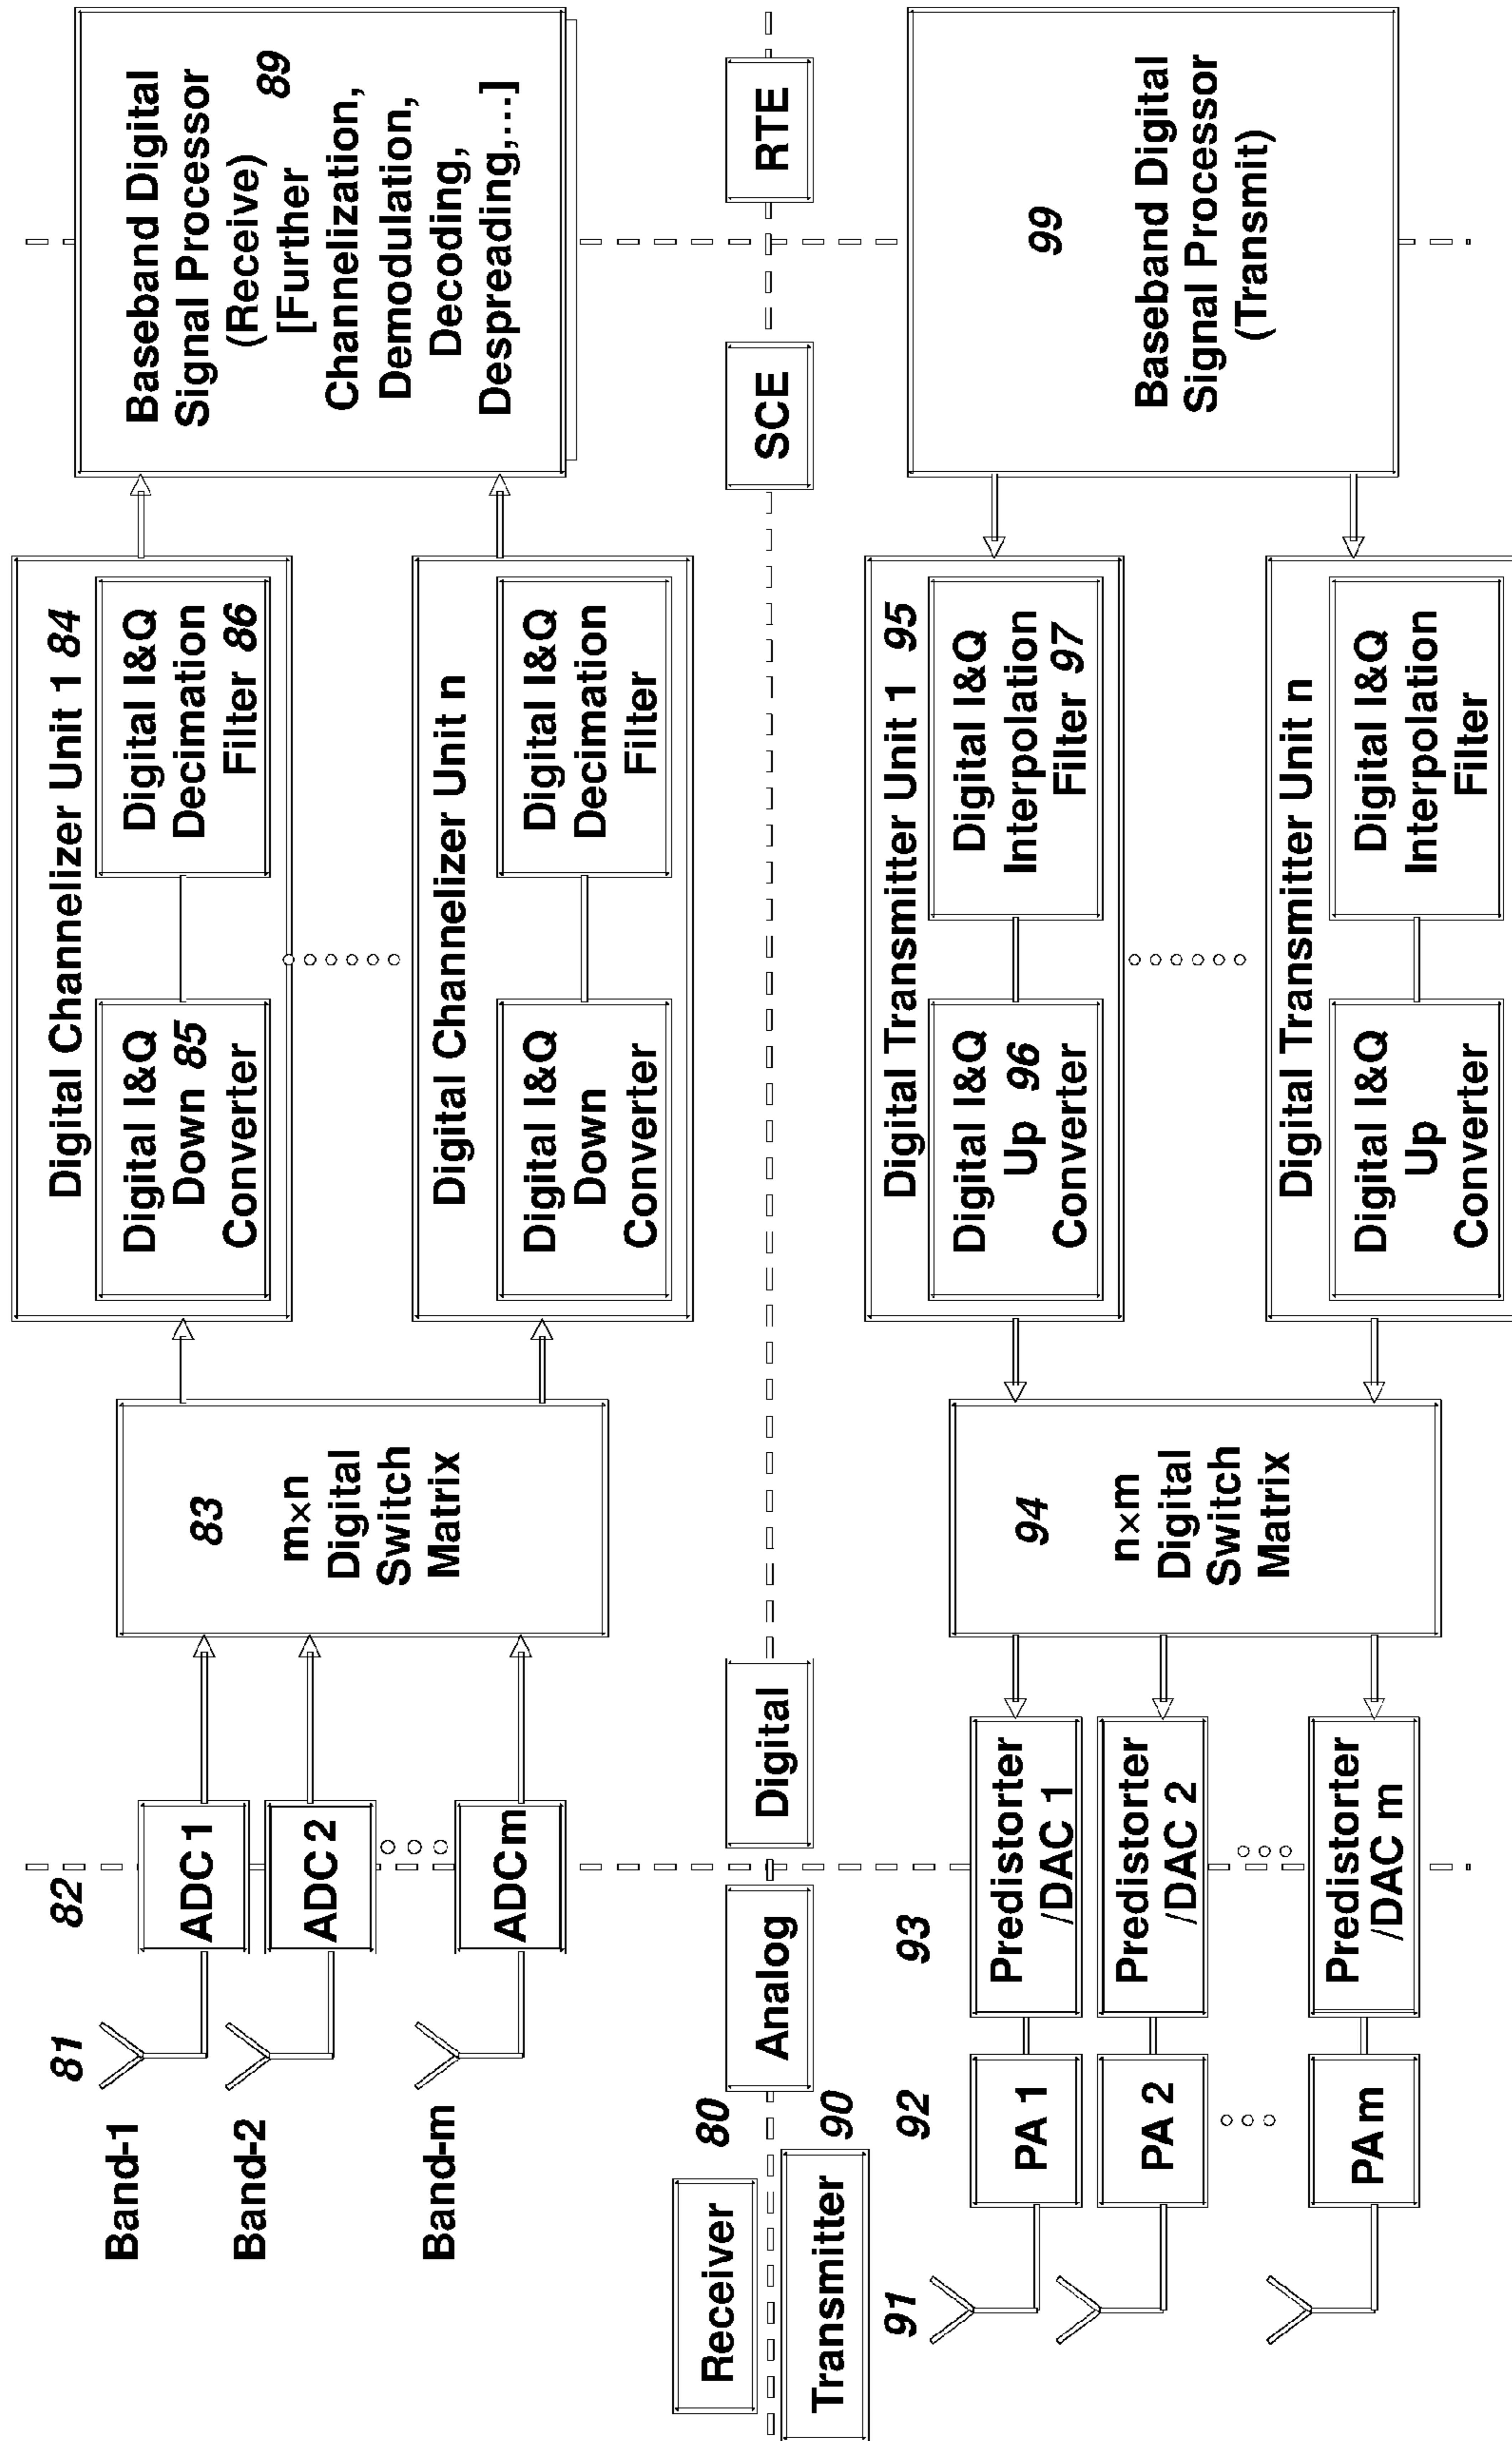 81
82
Band-1
ADC 1
Band-2
ADC 2
Band-m
ADC m
83
m×n
Digital
Switch
Matrix
Digital Channelizer Unit 1 84
Digital I&Q
Down 85
Converter
Digital I&Q
Decimation
Filter 86
Digital Channelizer Unit n
Digital I&Q
Down
Converter
Digital I&Q
Decimation
Filter
Baseband Digital
Signal Processor
(Receive)
89
[Further
Channelization,
Demodulation,
Decoding,
Despreading,...]
Receiver
80
Transmitter
90
Analog
Digital
SCE
RTE
91
92
93
PA 1
Predistorter
/DAC 1
PA 2
Predistorter
/DAC 2
PA m
Predistorter
/DAC m
94
n×m
Digital
Switch
Matrix
Digital Transmitter Unit 1 95
Digital I&Q
Up 96
Converter
Digital I&Q
Interpolation
Filter 97
Digital Transmitter Unit n
Digital I&Q
Up
Converter
Digital I&Q
Interpolation
Filter
99
Baseband Digital
Signal Processor
(Transmit)